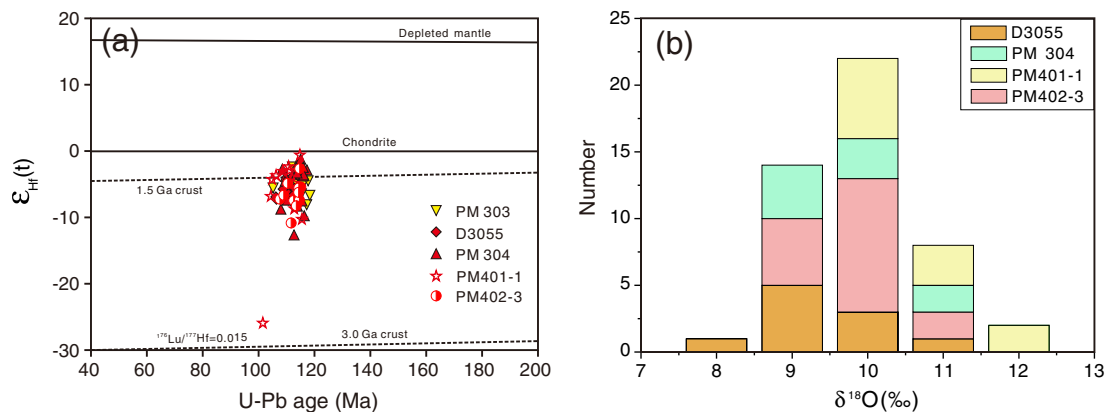 (a)
20
10
0
-10
-20
-30
40
60
80
100
120
140
160
180
200
εHf(t)
U-Pb age (Ma)
Depleted mantle
Chondrite
1.5 Ga crust
PM 303
D3055
PM 304
PM401-1
PM402-3
¹⁷⁶Lu/¹⁷⁷Hf=0.015
3.0 Ga crust
(b)
25
20
15
10
5
0
7
8
9
10
11
12
13
Number
δ¹⁸O(‰)
D3055
PM 304
PM401-1
PM402-3